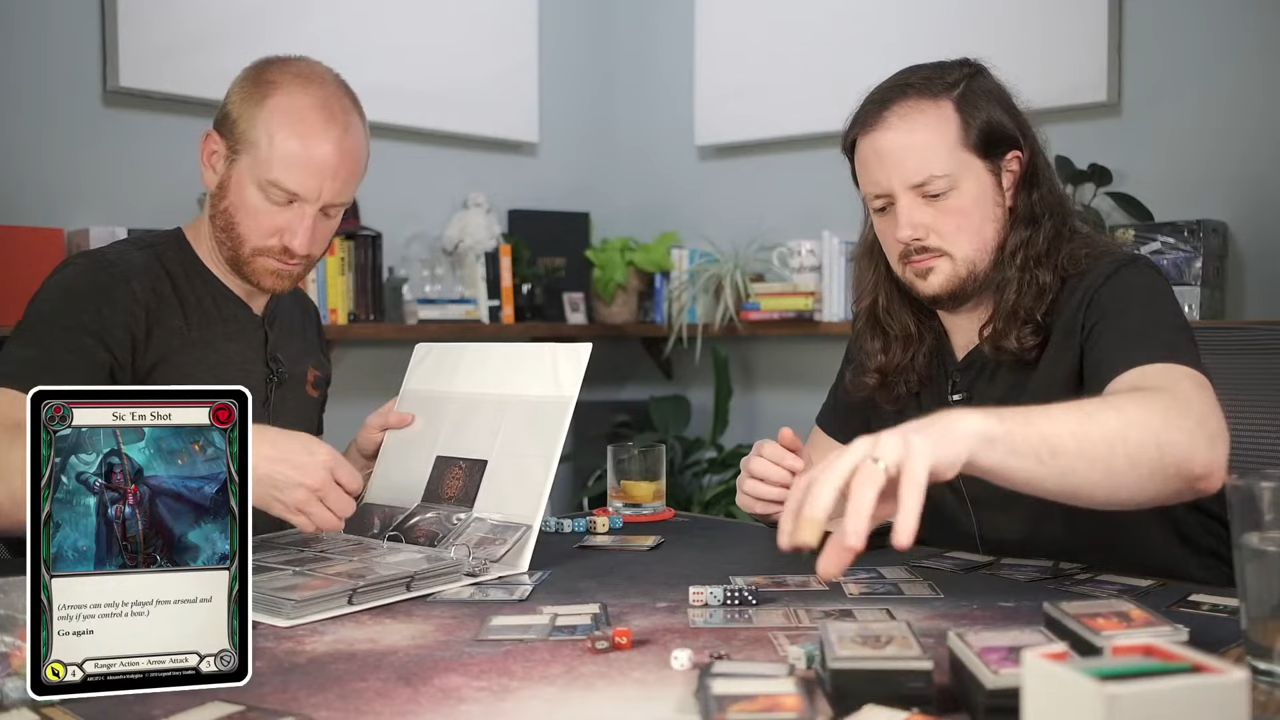 Sic 'Em Shot
(Arrows can only be played from arsenal and
only if you control a bow.)
Go again
4
Ranger Action - Arrow Attack
3
2